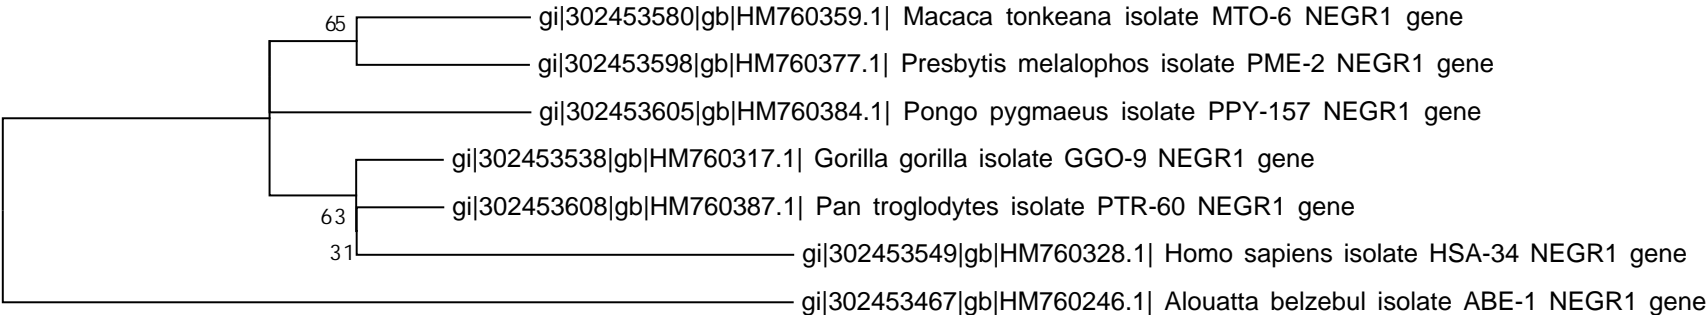 65
gi|302453580|gb|HM760359.1| Macaca tonkeana isolate MTO-6 NEGR1 gene
gi|302453598|gb|HM760377.1| Presbytis melalophos isolate PME-2 NEGR1 gene
gi|302453605|gb|HM760384.1| Pongo pygmaeus isolate PPY-157 NEGR1 gene
gi|302453538|gb|HM760317.1| Gorilla gorilla isolate GGO-9 NEGR1 gene
gi|302453608|gb|HM760387.1| Pan troglodytes isolate PTR-60 NEGR1 gene
63
31
gi|302453549|gb|HM760328.1| Homo sapiens isolate HSA-34 NEGR1 gene
gi|302453467|gb|HM760246.1| Alouatta belzebul isolate ABE-1 NEGR1 gene